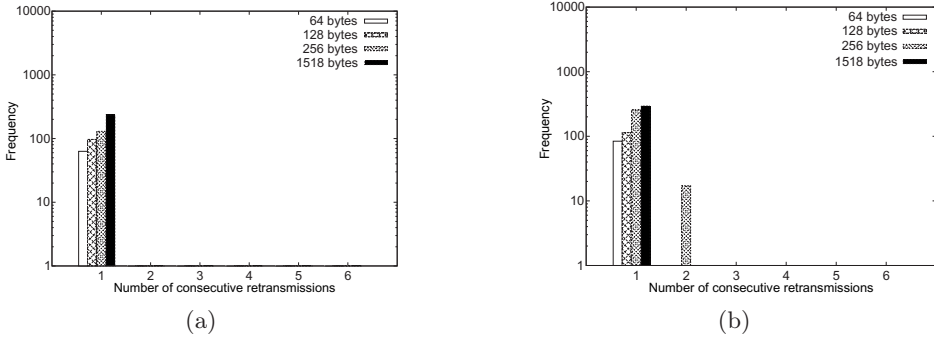 10000
1000
100
10
1
Frequency
1 2 3 4 5 6
Number of consecutive retransmissions
64 bytes
128 bytes
256 bytes
1518 bytes
(a)
10000
1000
100
10
1
Frequency
1 2 3 4 5 6
Number of consecutive retransmissions
64 bytes
128 bytes
256 bytes
1518 bytes
(b)